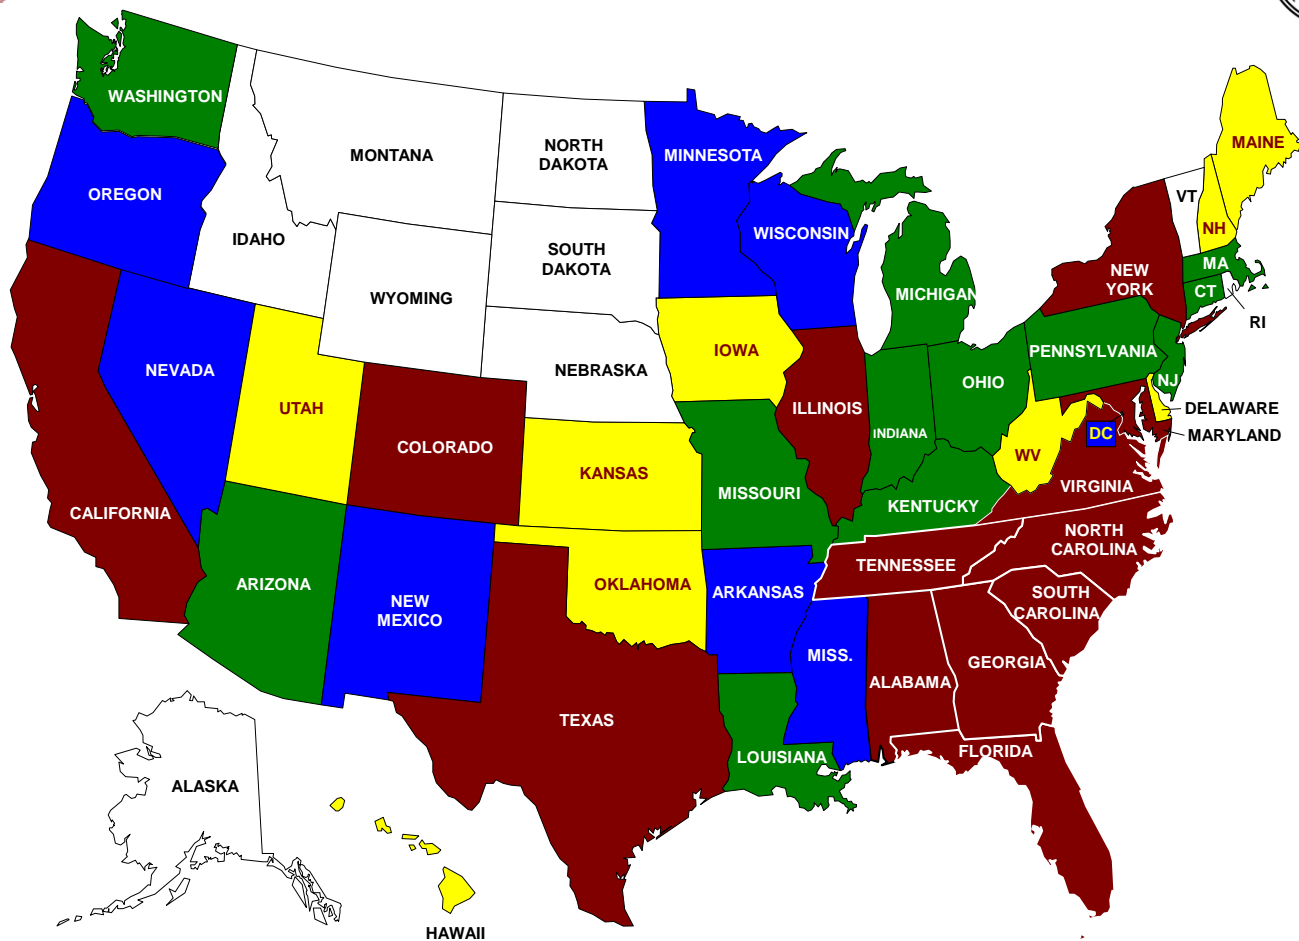 WASHINGTON
OREGON
CALIFORNIA
NEVADA
IDAHO
MONTANA
WYOMING
UTAH
COLORADO
ARIZONA
NEW
MEXICO
NORTH
DAKOTA
SOUTH
DAKOTA
NEBRASKA
KANSAS
OKLAHOMA
TEXAS
MINNESOTA
IOWA
MISSOURI
ARKANSAS
LOUISIANA
WISCONSIN
ILLINOIS
MICHIGAN
INDIANA
OHIO
KENTUCKY
TENNESSEE
MISS.
ALABAMA
GEORGIA
FLORIDA
SOUTH
CAROLINA
NORTH
CAROLINA
VIRGINIA
WV
DC
MARYLAND
DELAWARE
PENNSYLVANIA
NJ
NEW
YORK
CT
RI
MA
VT
NH
MAINE
ALASKA
HAWAII